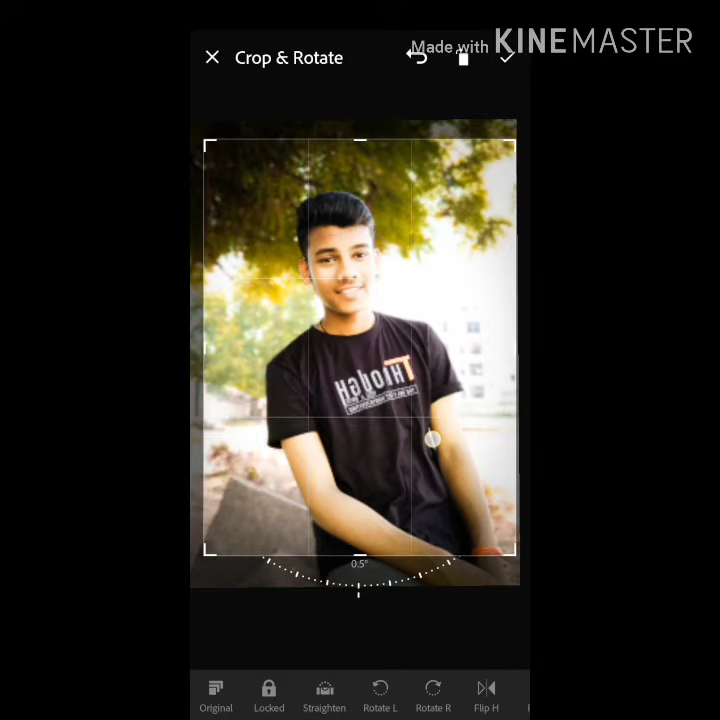 Made with KINEMASTER
Crop & Rotate
0.5°
Original Locked Straighten Rotate L Rotate R Flip H